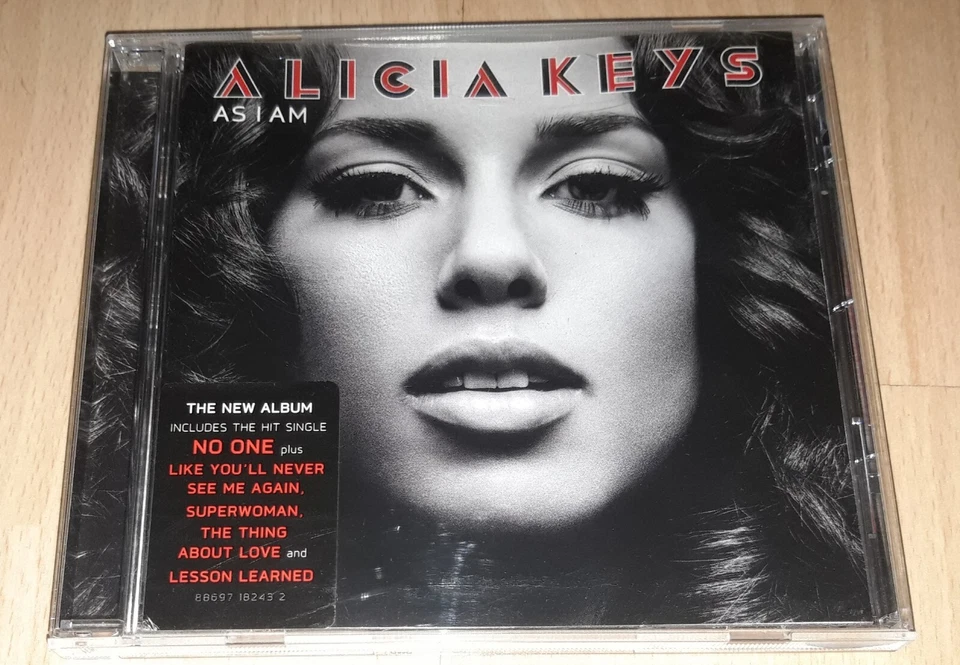 ALICIA KEYS
AS I AM
THE NEW ALBUM
INCLUDES THE HIT SINGLE
NO ONE plus
LIKE YOU'LL NEVER
SEE ME AGAIN,
SUPERWOMAN,
THE THING
ABOUT LOVE and
LESSON LEARNED
88697 18243 2